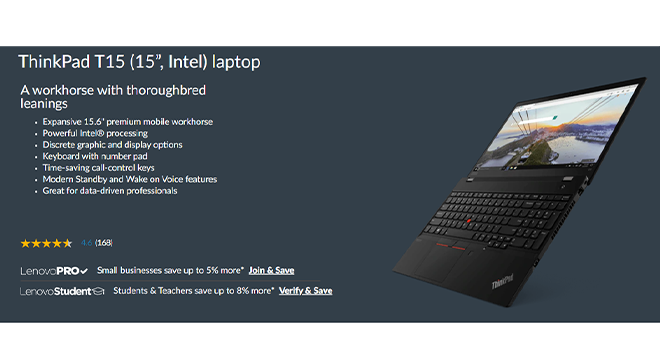 ThinkPad T15 (15”, Intel) laptop
A workhorse with thoroughbred
leanings
• Expansive 15.6" premium mobile workhorse
• Powerful Intel® processing
• Discrete graphic and display options
• Keyboard with number pad
• Time-saving call-control keys
• Modern Standby and Wake on Voice features
• Great for data-driven professionals
4.6 (168)
LenovoPRO Small businesses save up to 5% more* Join & Save
LenovoStudent Students & Teachers save up to 8% more* Verify & Save
ThinkPad